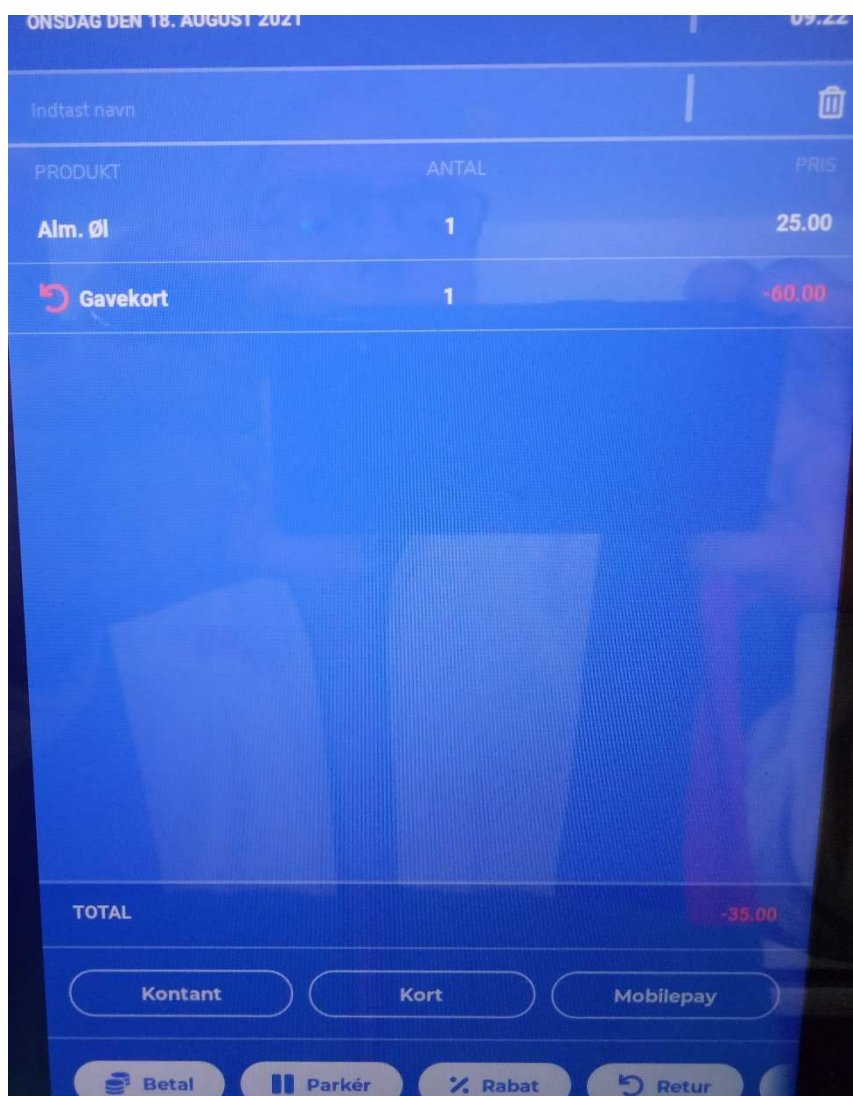 ONSDAG DEN 18. AUGUST 2021 09.22
Indtast navn
PRODUKT ANTAL PRIS
Alm. Øl 1 25.00
Gavekort 1 -60.00
TOTAL -35.00
Kontant Kort Mobilepay
Betal Parkér Rabat Retur